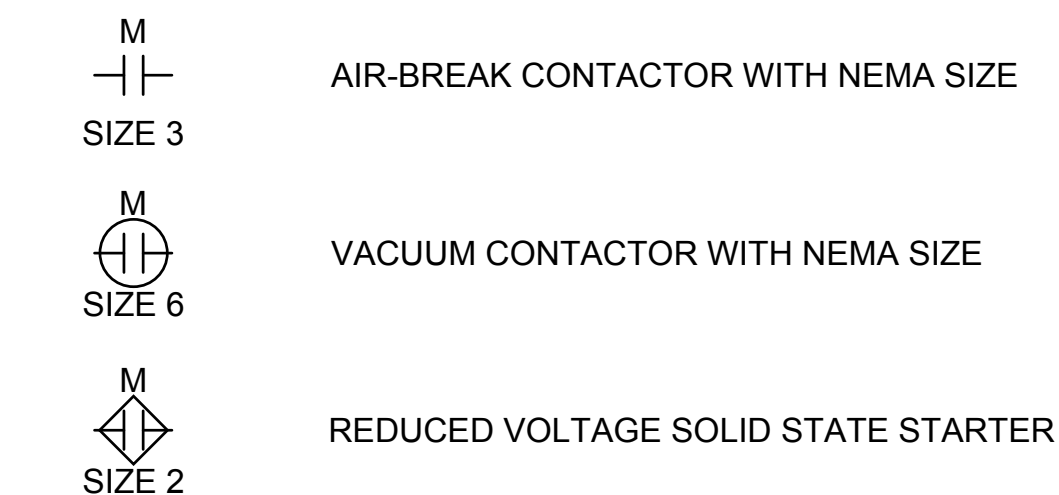 M
AIR-BREAK CONTACTOR WITH NEMA SIZE
SIZE 3
M
VACUUM CONTACTOR WITH NEMA SIZE
SIZE 6
M
REDUCED VOLTAGE SOLID STATE STARTER
SIZE 2